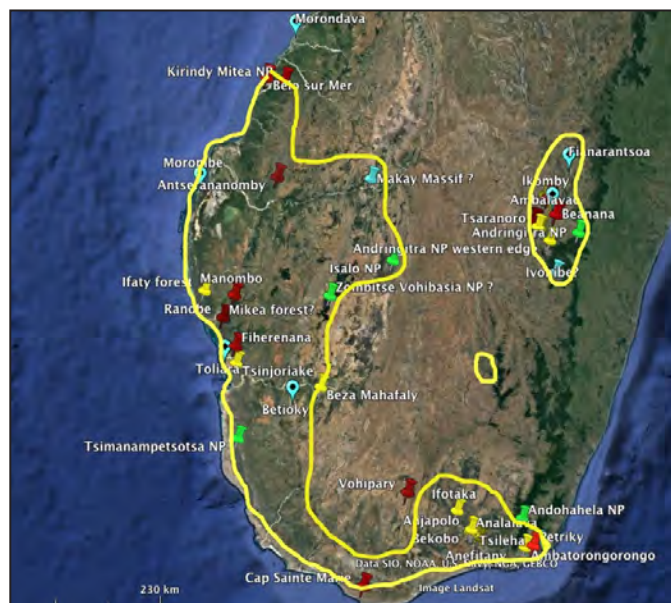 Morondava
Kirindy Mitea NP
Belo sur Mer
Fianarantsoa
Morombe
Antserananomby
Makay Massif ?
Ikomby
Ambalavao
Tsaranoro
Beanana
Andringitra NP
Andringitra NP western edge
Ivohibe?
Isalo NP
Ifaty forest
Manombo
Zombitse Vohibasia NP ?
Ranobe
Mikea forest?
Fiherenana
Toliara
Tsinjoriake
Betioky
Beza Mahafaly
Tsimanampetsotsa NP
Vohipary
Ifotaka
Andohahela NP
Anjapolo
Analalava
Bekobo
Tsileha
Petriky
Anefitany
Ambatorongorongo
Data SIO, NOAA, U.S. Navy, NGA, GEBCO
Cap Sainte Marie
Image Landsat
230 km